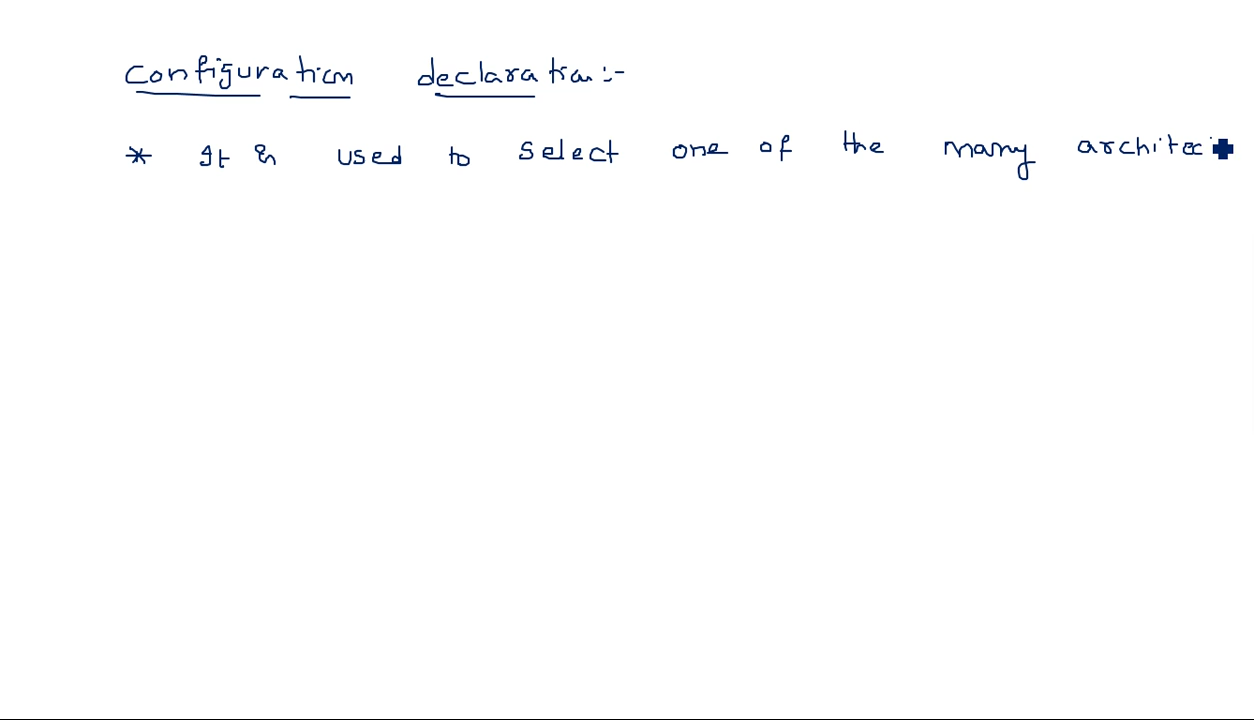 Configuration declaration :-
* It is used to select one of the many architec